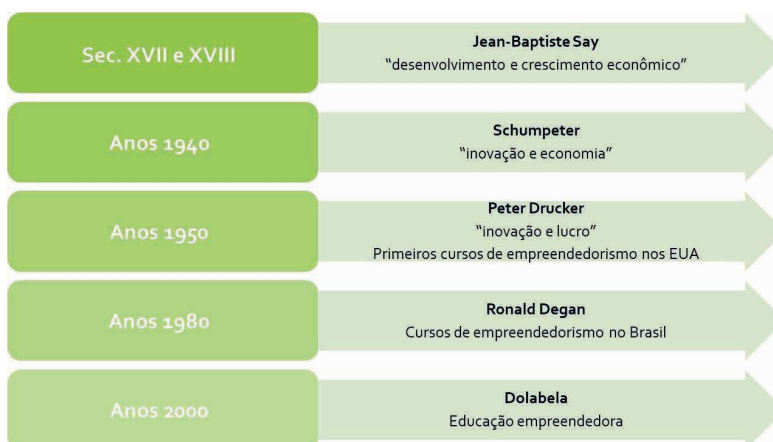 Sec. XVII e XVIII
Jean-Baptiste Say
“desenvolvimento e crescimento econômico”
Anos 1940
Schumpeter
“inovação e economia”
Anos 1950
Peter Drucker
“inovação e lucro”
Primeiros cursos de empreendedorismo nos EUA
Anos 1980
Ronald Degan
Cursos de empreendedorismo no Brasil
Anos 2000
Dolabela
Educação empreendedora